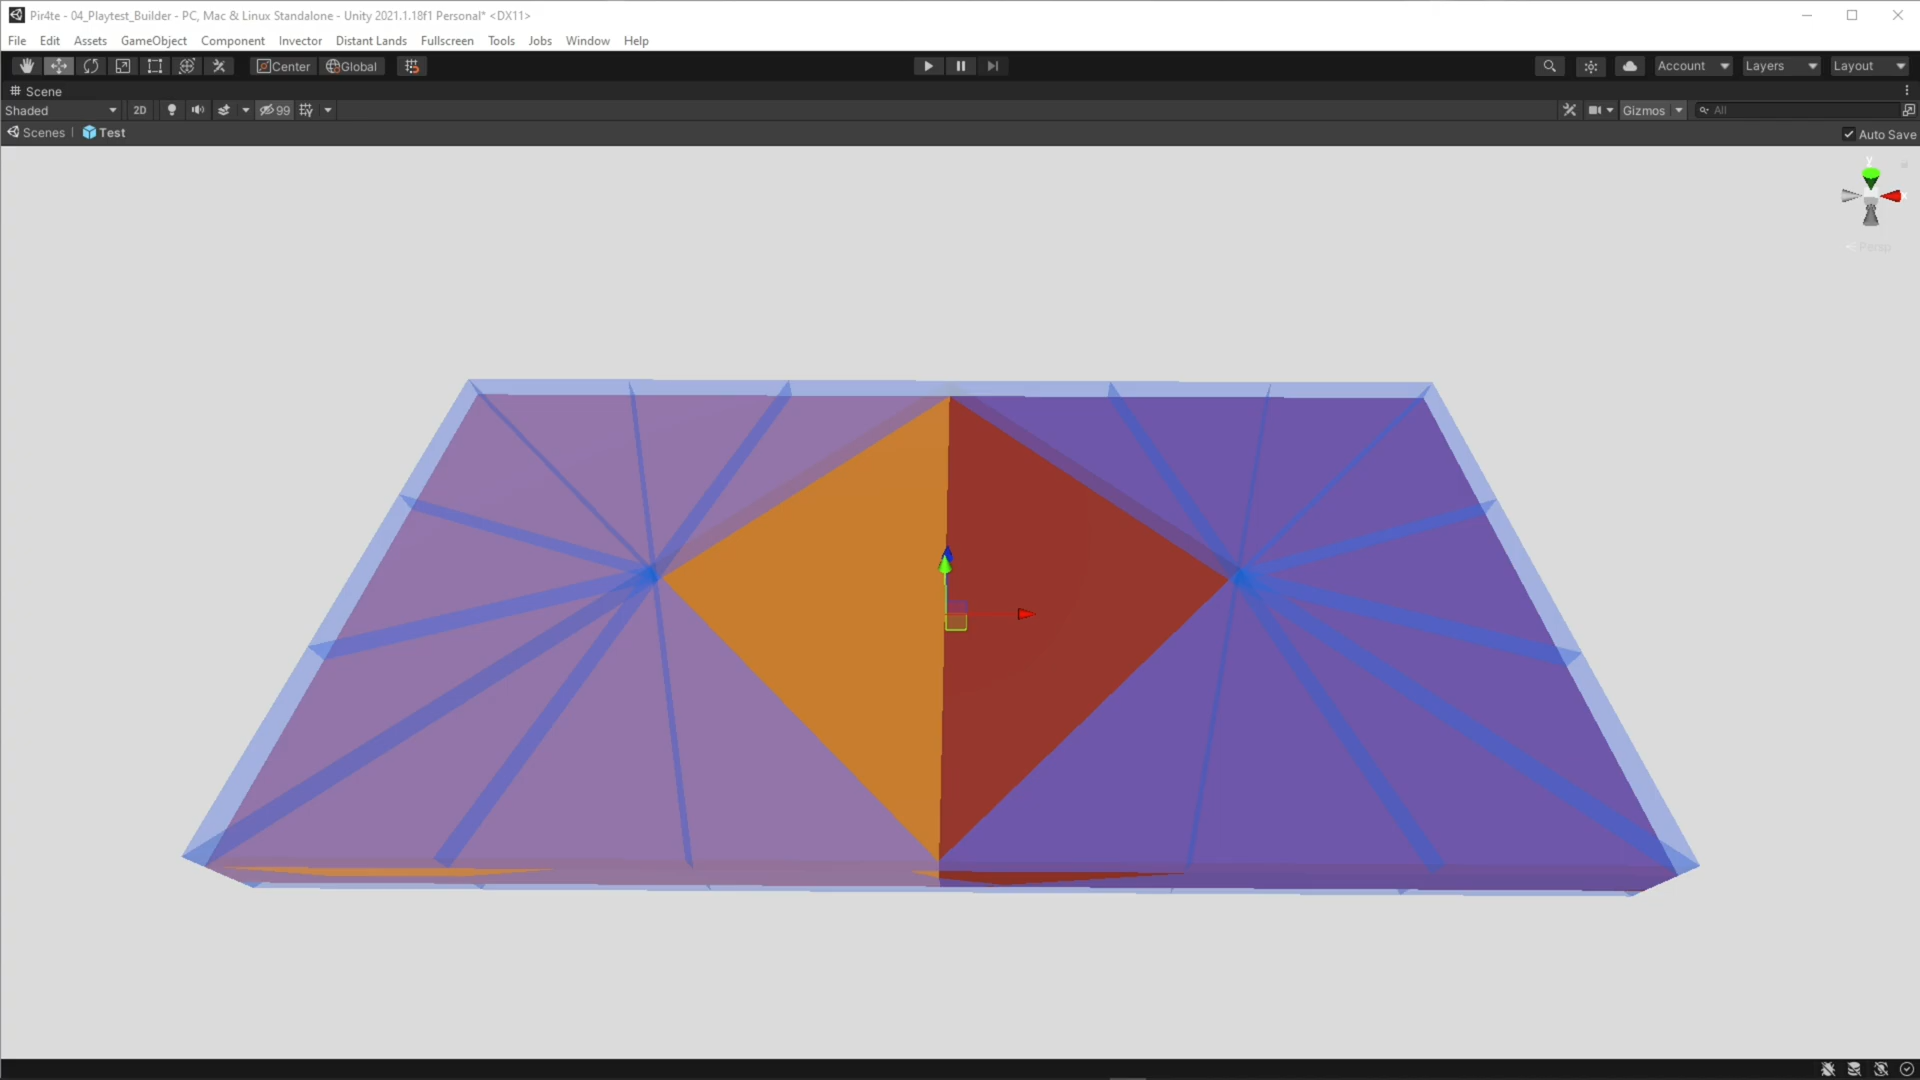 Pir4te - 04_Playtest_Builder - PC, Mac & Linux Standalone - Unity 2021.1.18f1 Personal* <DX11>
File Edit Assets GameObject Component Invector Distant Lands Fullscreen Tools Jobs Window Help
Center Global Account Layers Layout
Scene
Shaded 2D 99 Gizmos All
Scenes Test Auto Save
y
x
Persp